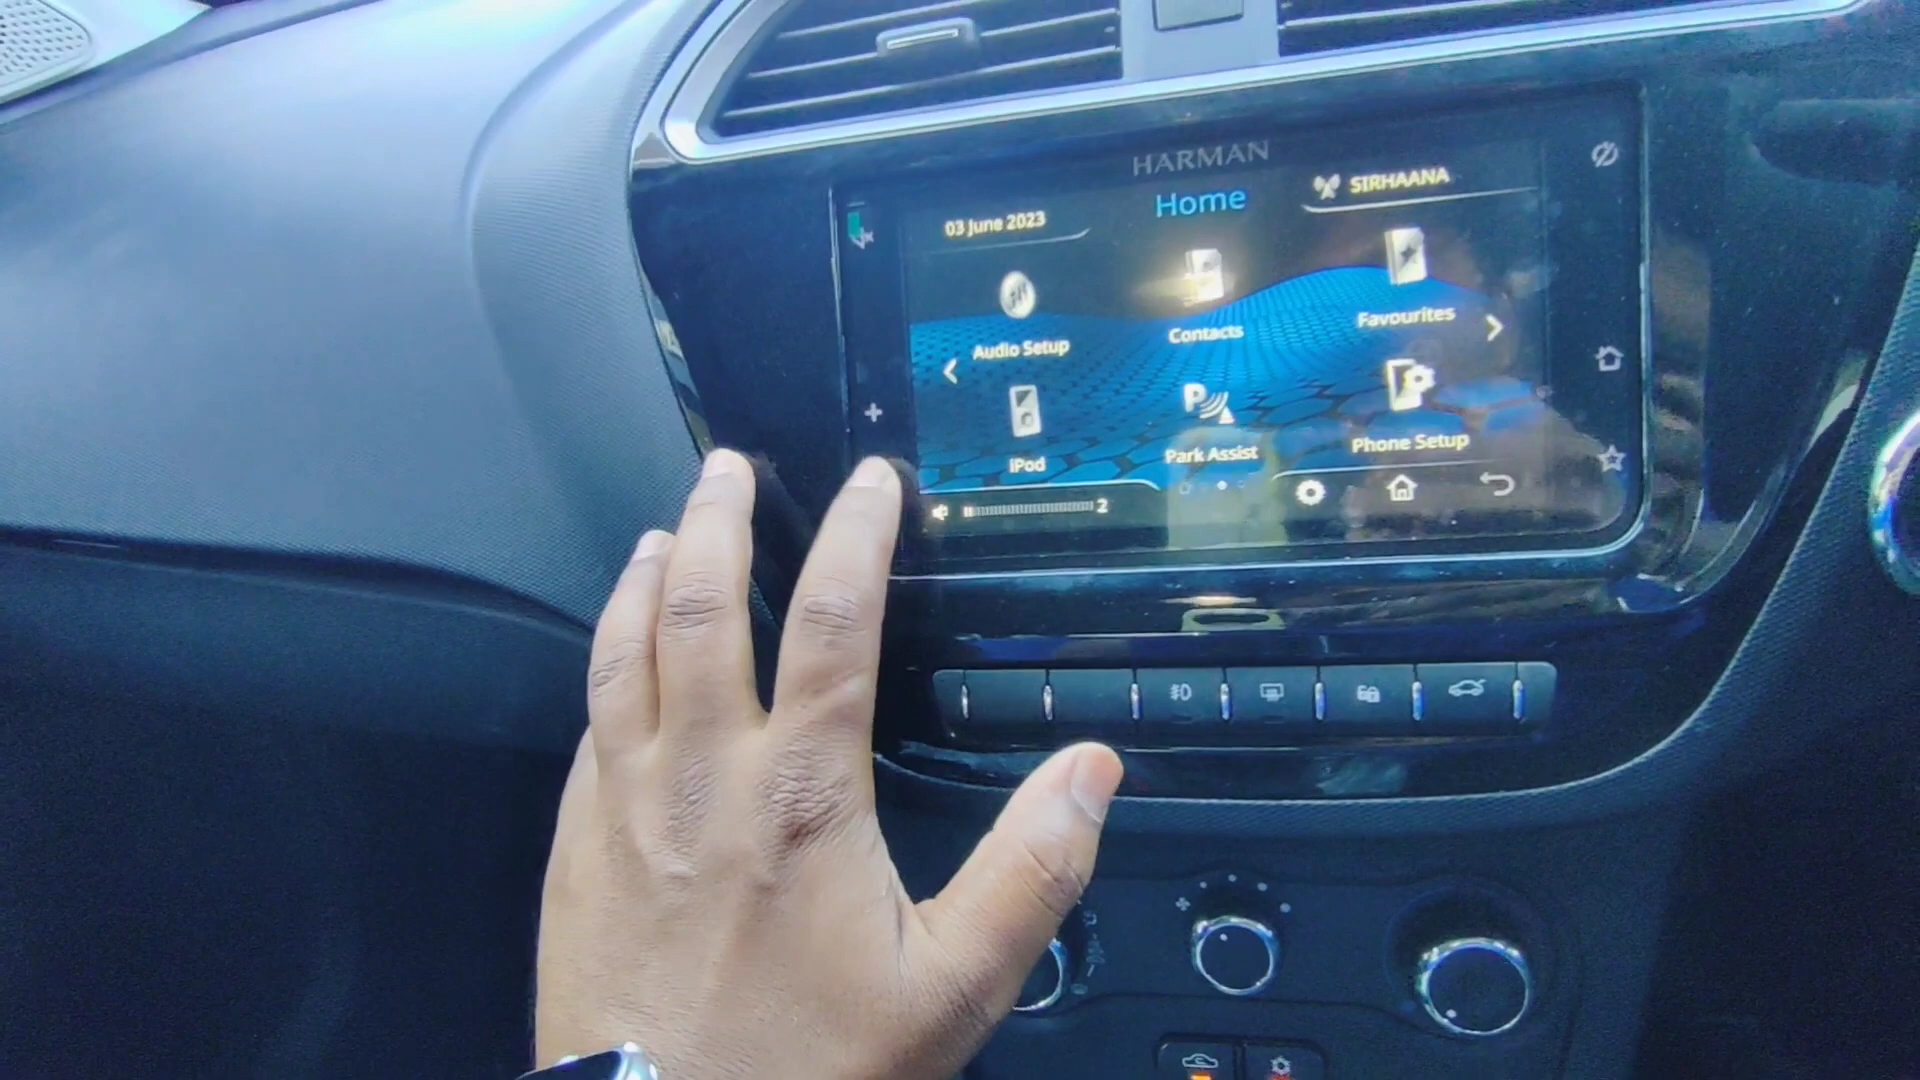 HARMAN
Home
03 June 2023
SIRHAANA
Audio Setup
Contacts
Favourites
iPod
Park Assist
Phone Setup
2